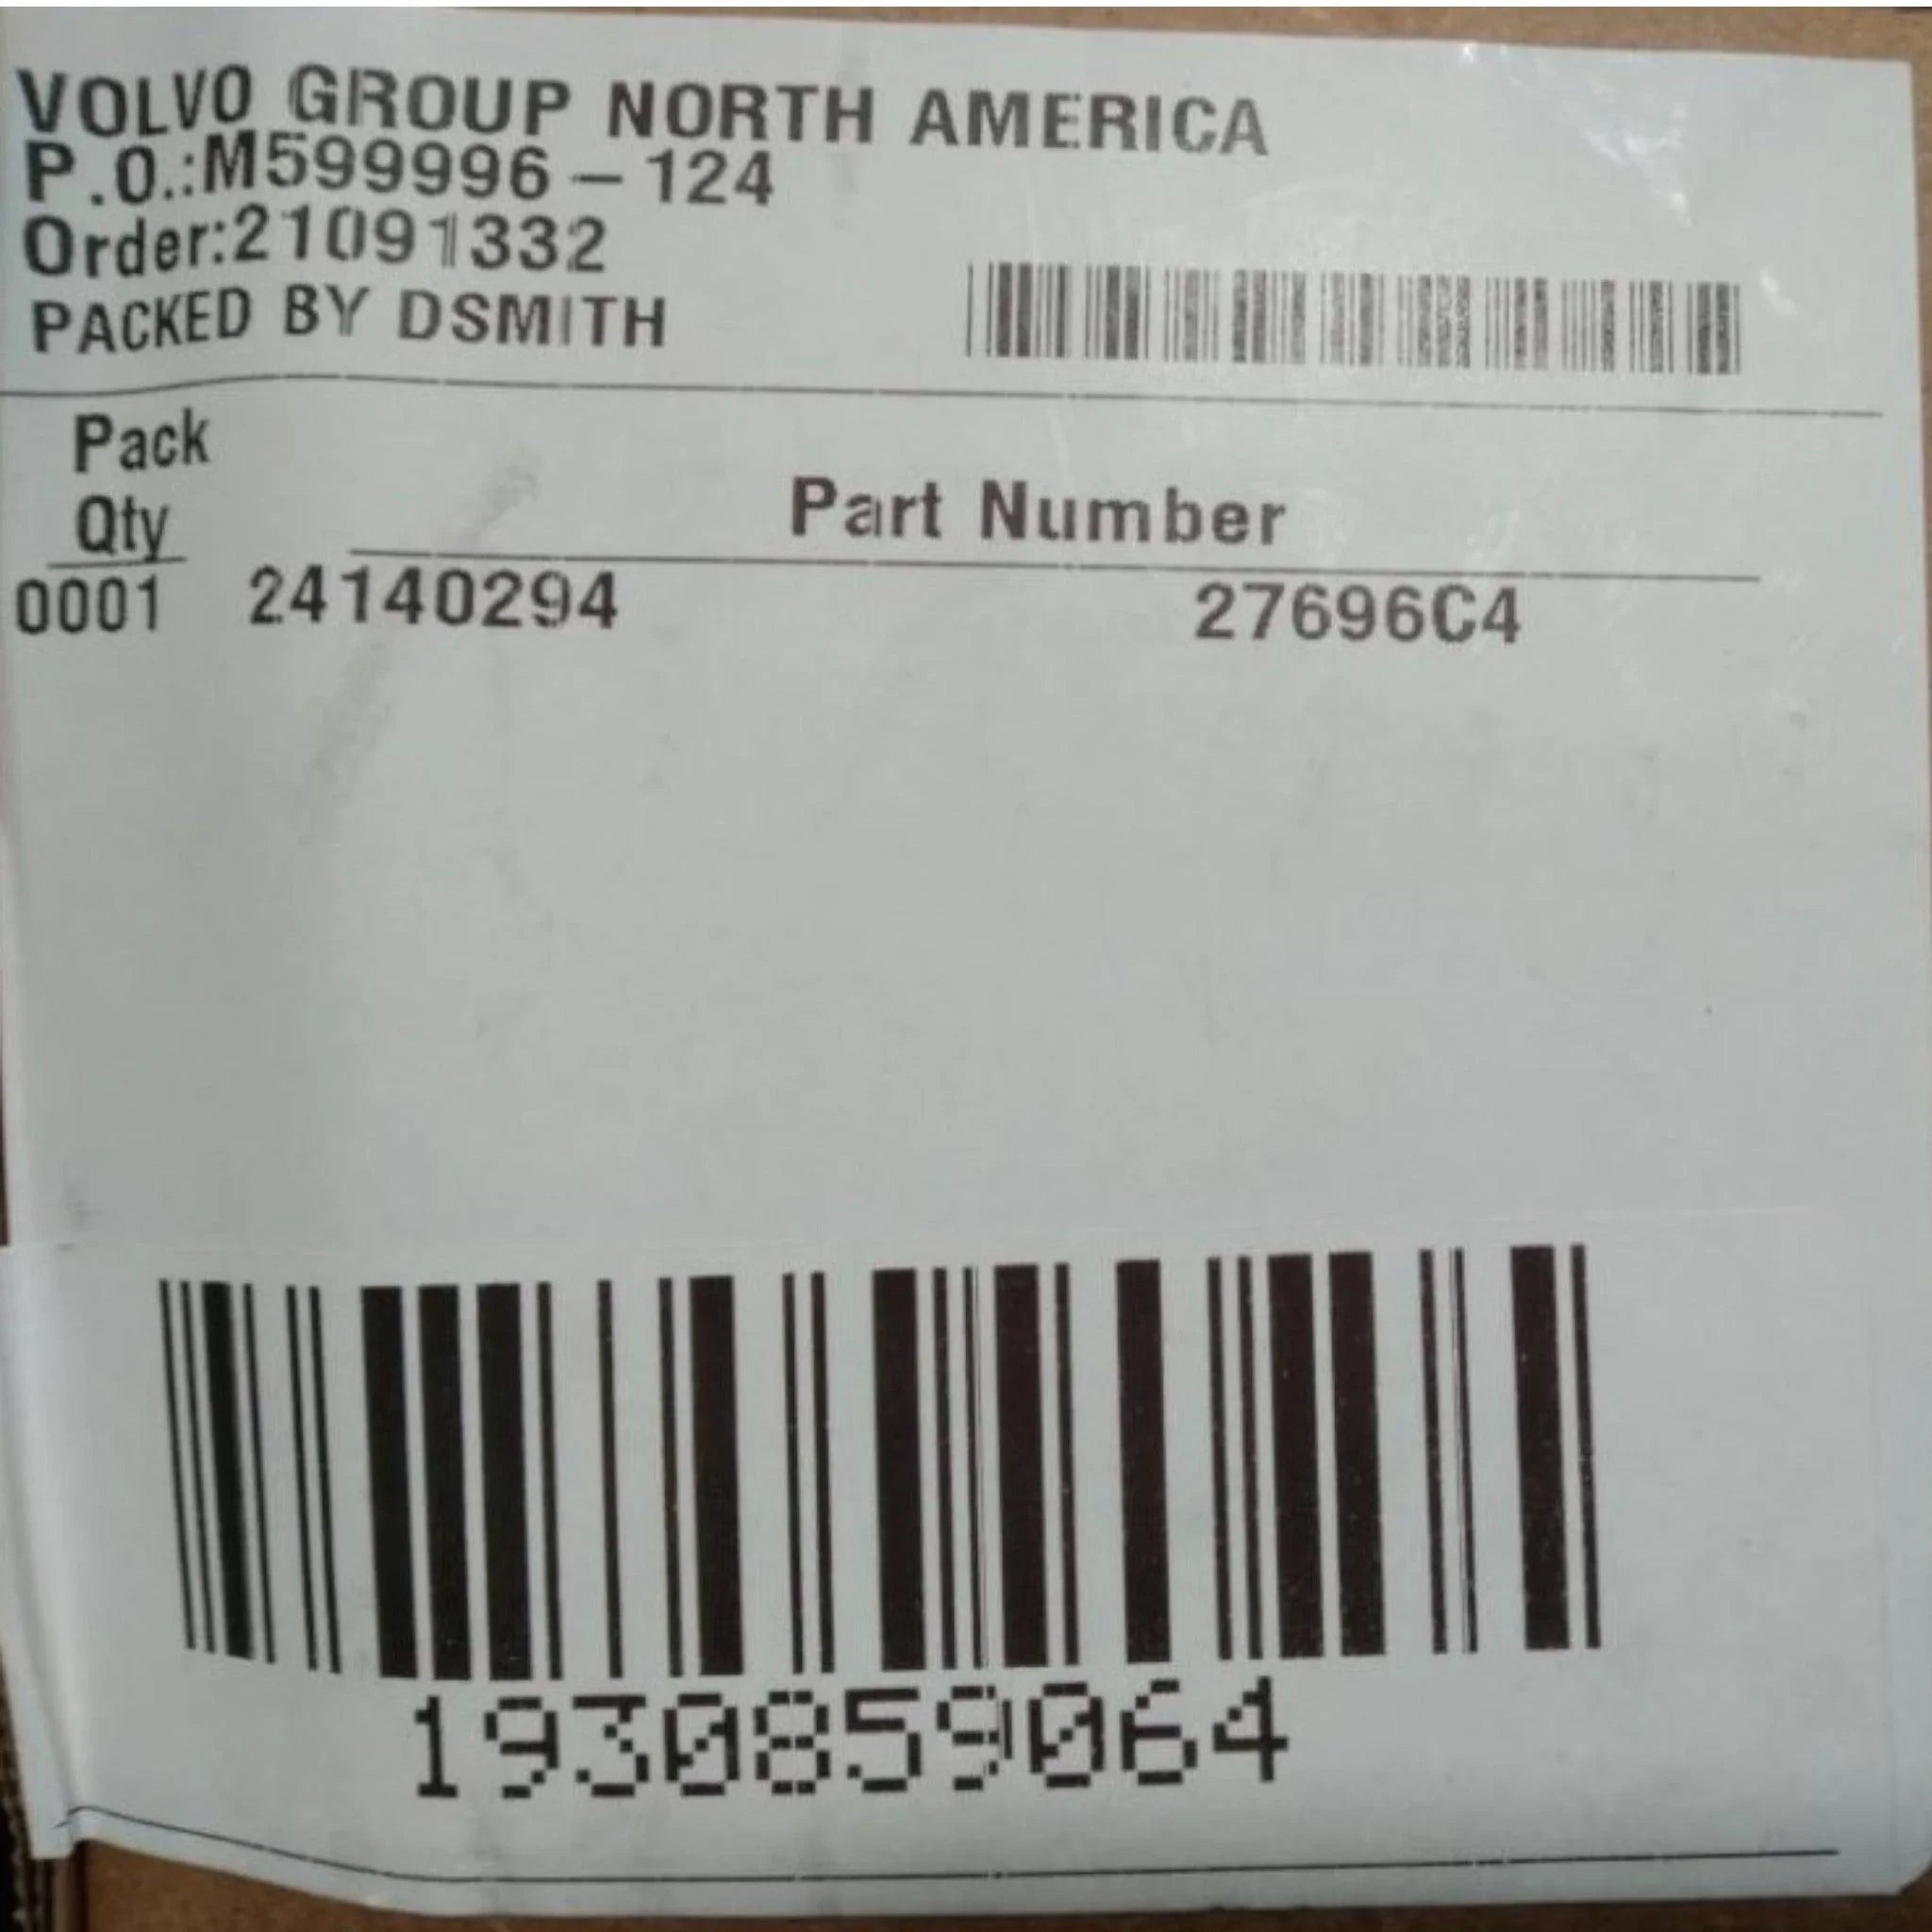 VOLVO GROUP NORTH AMERICA
P.O.:M599996-124
Order:21091332
PACKED BY DSMITH
Pack
Qty
Part Number
0001 24140294 27696C4
1930859064